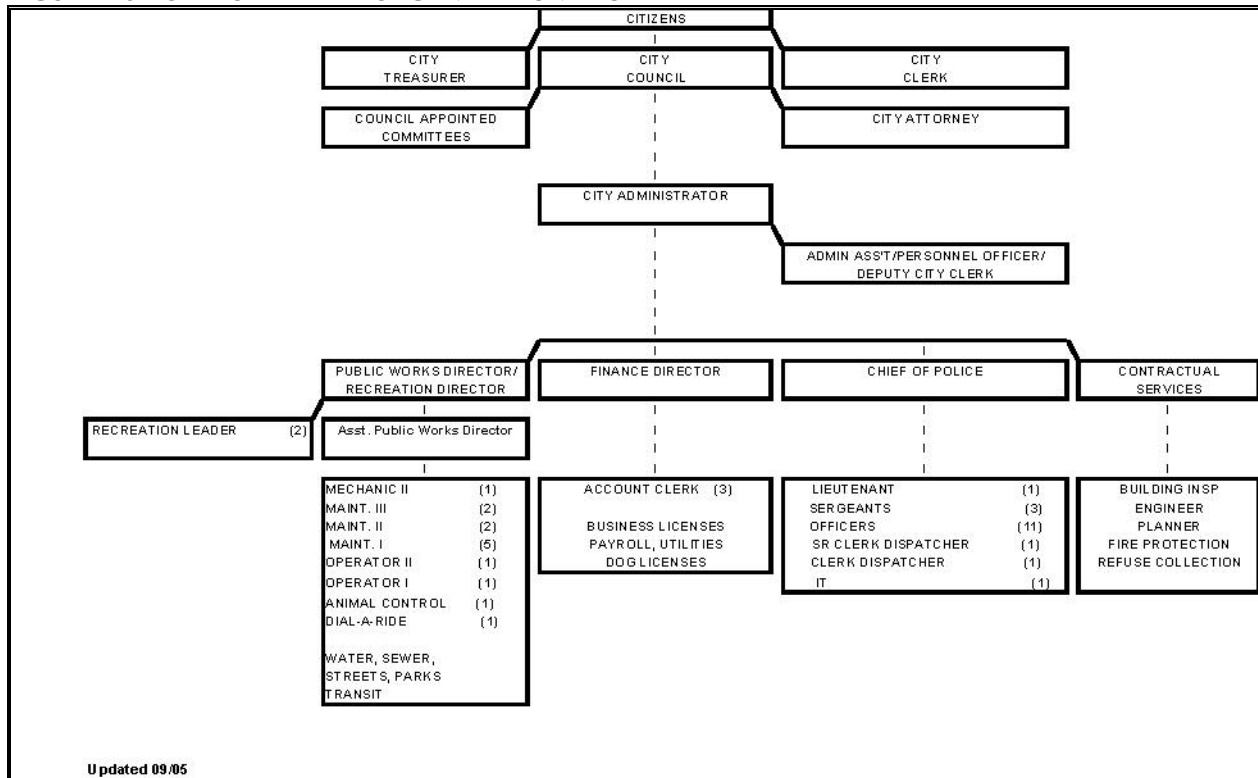 CITIZENS
CITY
TREASURER
CITY
COUNCIL
CITY
CLERK
COUNCIL APPOINTED
COMMITTEES
CITY ATTORNEY
CITY ADMINISTRATOR
ADMIN ASS'T/PERSONNEL OFFICER/
DEPUTY CITY CLERK
PUBLIC WORKS DIRECTOR/
RECREATION DIRECTOR
FINANCE DIRECTOR
CHIEF OF POLICE
CONTRACTUAL
SERVICES
RECREATION LEADER (2)
Asst. Public Works Director
MECHANIC II (1)
MAINT. III (2)
MAINT. II (2)
MAINT. I (5)
OPERATOR II (1)
OPERATOR I (1)
ANIMAL CONTROL (1)
DIAL-A-RIDE (1)
WATER, SEWER,
STREETS, PARKS
TRANSIT
ACCOUNT CLERK (3)
BUSINESS LICENSES
PAYROLL, UTILITIES
DOG LICENSES
LIEUTENANT (1)
SERGEANTS (3)
OFFICERS (11)
SR CLERK DISPATCHER (1)
CLERK DISPATCHER (1)
IT (1)
BUILDING INSP
ENGINEER
PLANNER
FIRE PROTECTION
REFUSE COLLECTION
Updated 09/05